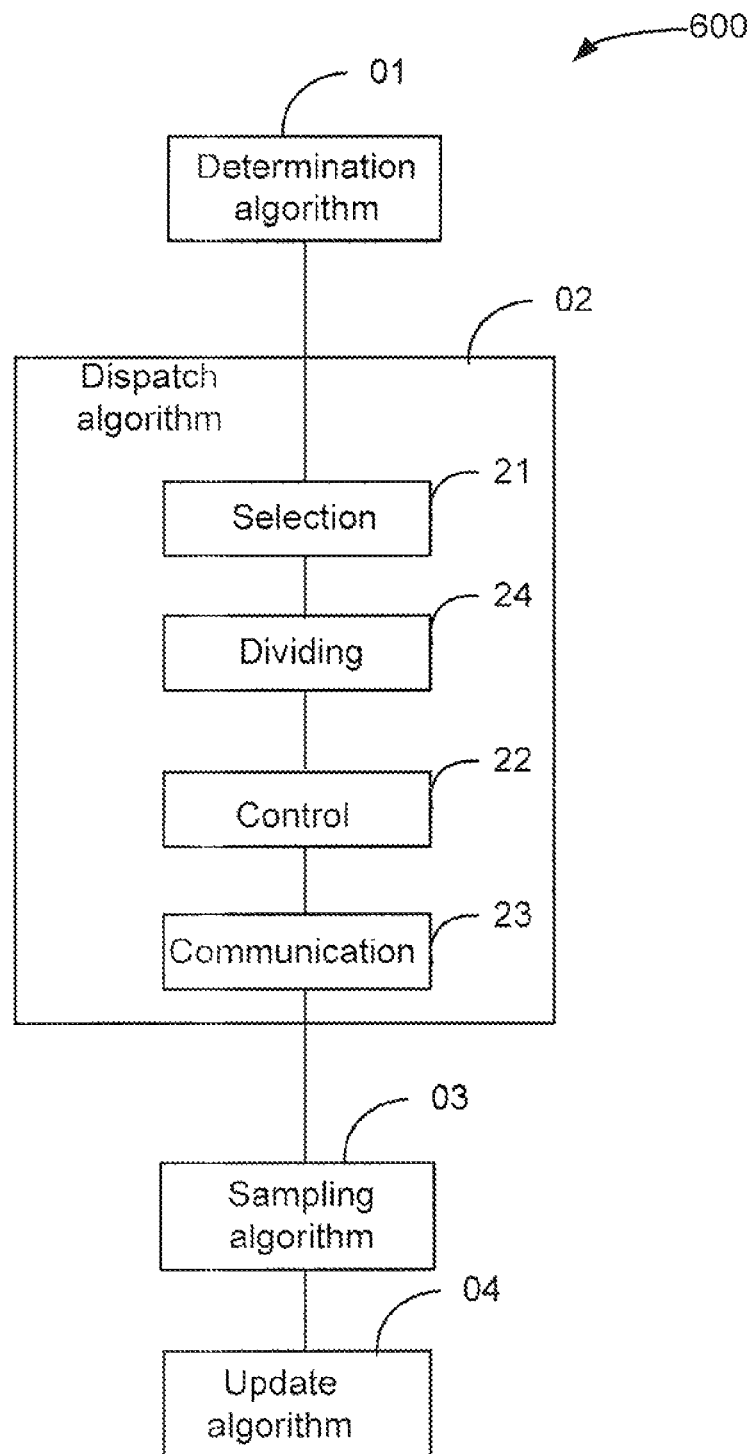 600
01
Determination
algorithm
02
Dispatch
algorithm
21
Selection
24
Dividing
22
Control
23
Communication
03
Sampling
algorithm
04
Update
algorithm